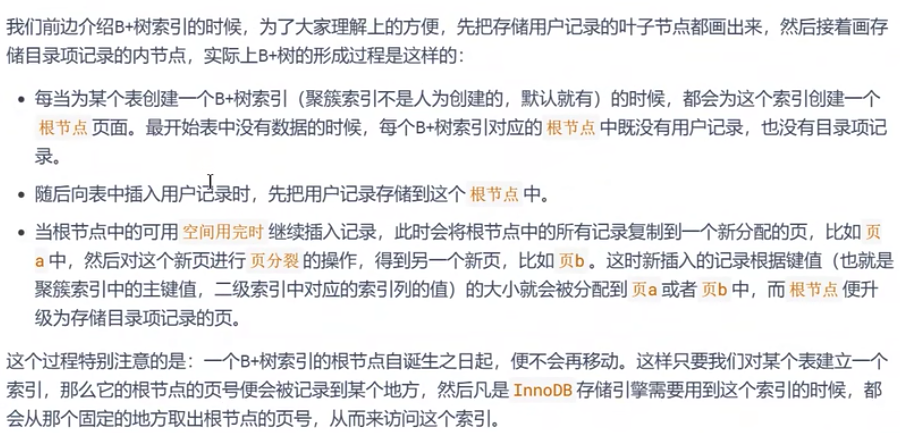 我们前边介绍B+树索引的时候，为了大家理解上的方便，先把存储用户记录的叶子节点都画出来，然后接着画存
储目录项记录的内节点，实际上B+树的形成过程是这样的：
• 每当为某个表创建一个B+树索引（聚簇索引不是人为创建的，默认就有）的时候，都会为这个索引创建一个
根节点 页面。最开始表中没有数据的时候，每个B+树索引对应的 根节点 中既没有用户记录，也没有目录项记
录。
• 随后向表中插入用户记录时，先把用户记录存储到这个 根节点 中。
• 当根节点中的可用 空间用完时 继续插入记录，此时会将根节点中的所有记录复制到一个新分配的页，比如 页
a 中，然后对这个新页进行 页分裂 的操作，得到另一个新页，比如 页b 。这时新插入的记录根据键值（也就是
聚簇索引中的主键值，二级索引中对应的索引列的值）的大小就会被分配到 页a 或者 页b 中，而 根节点 便升
级为存储目录项记录的页。
这个过程特别注意的是：一个B+树索引的根节点自诞生之日起，便不会再移动。这样只要我们对某个表建立一个
索引，那么它的根节点的页号便会被记录到某个地方，然后凡是 InnoDB 存储引擎需要用到这个索引的时候，都
会从那个固定的地方取出根节点的页号，从而来访问这个索引。